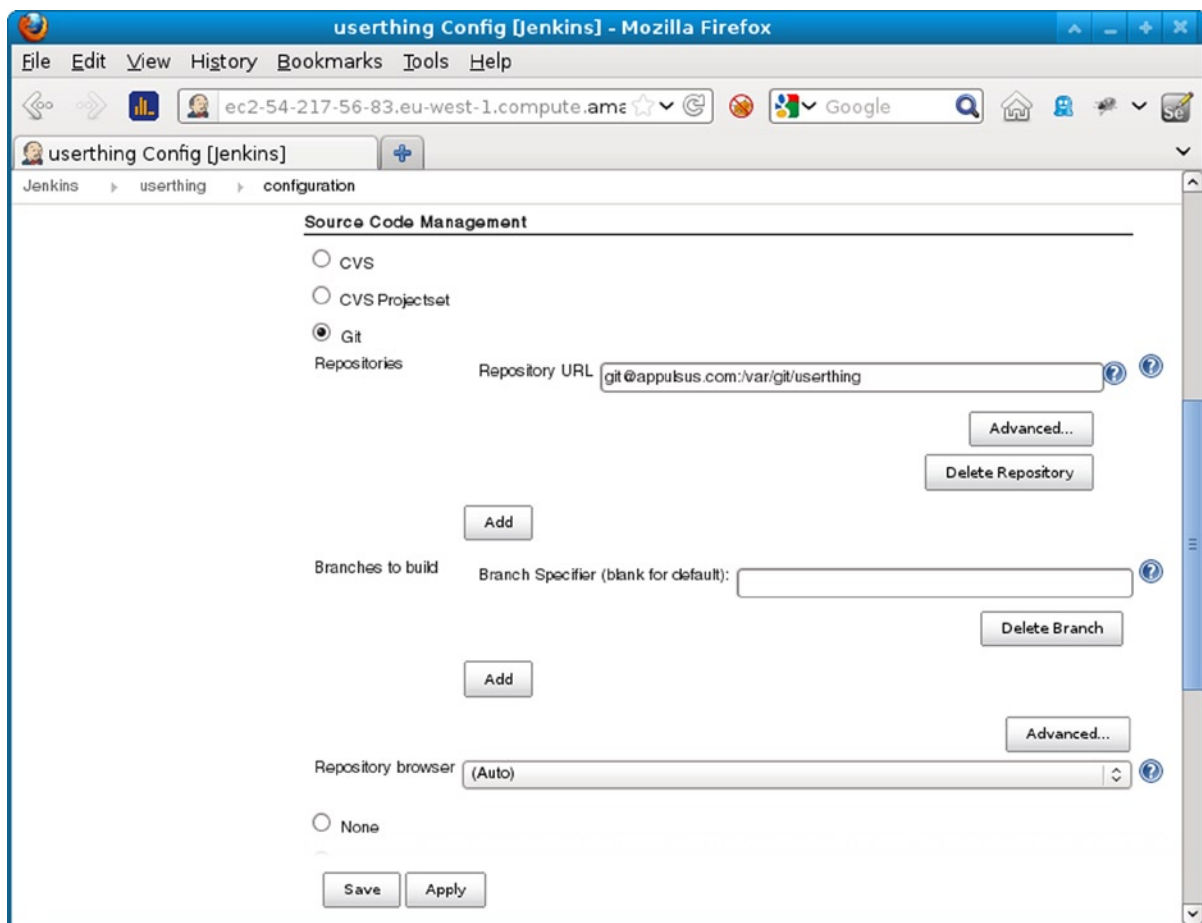 userthing Config [Jenkins] - Mozilla Firefox
File Edit View History Bookmarks Tools Help
ec2-54-217-56-83.eu-west-1.compute.ama Google
userthing Config [Jenkins]
Jenkins userthing configuration
Source Code Management
CVS
CVS Projectset
Git
Repositories Repository URL git@appulsus.com:/var/git/userthing
Advanced...
Delete Repository
Add
Branches to build Branch Specifier (blank for default):
Delete Branch
Add
Advanced...
Repository browser (Auto)
None
Save Apply